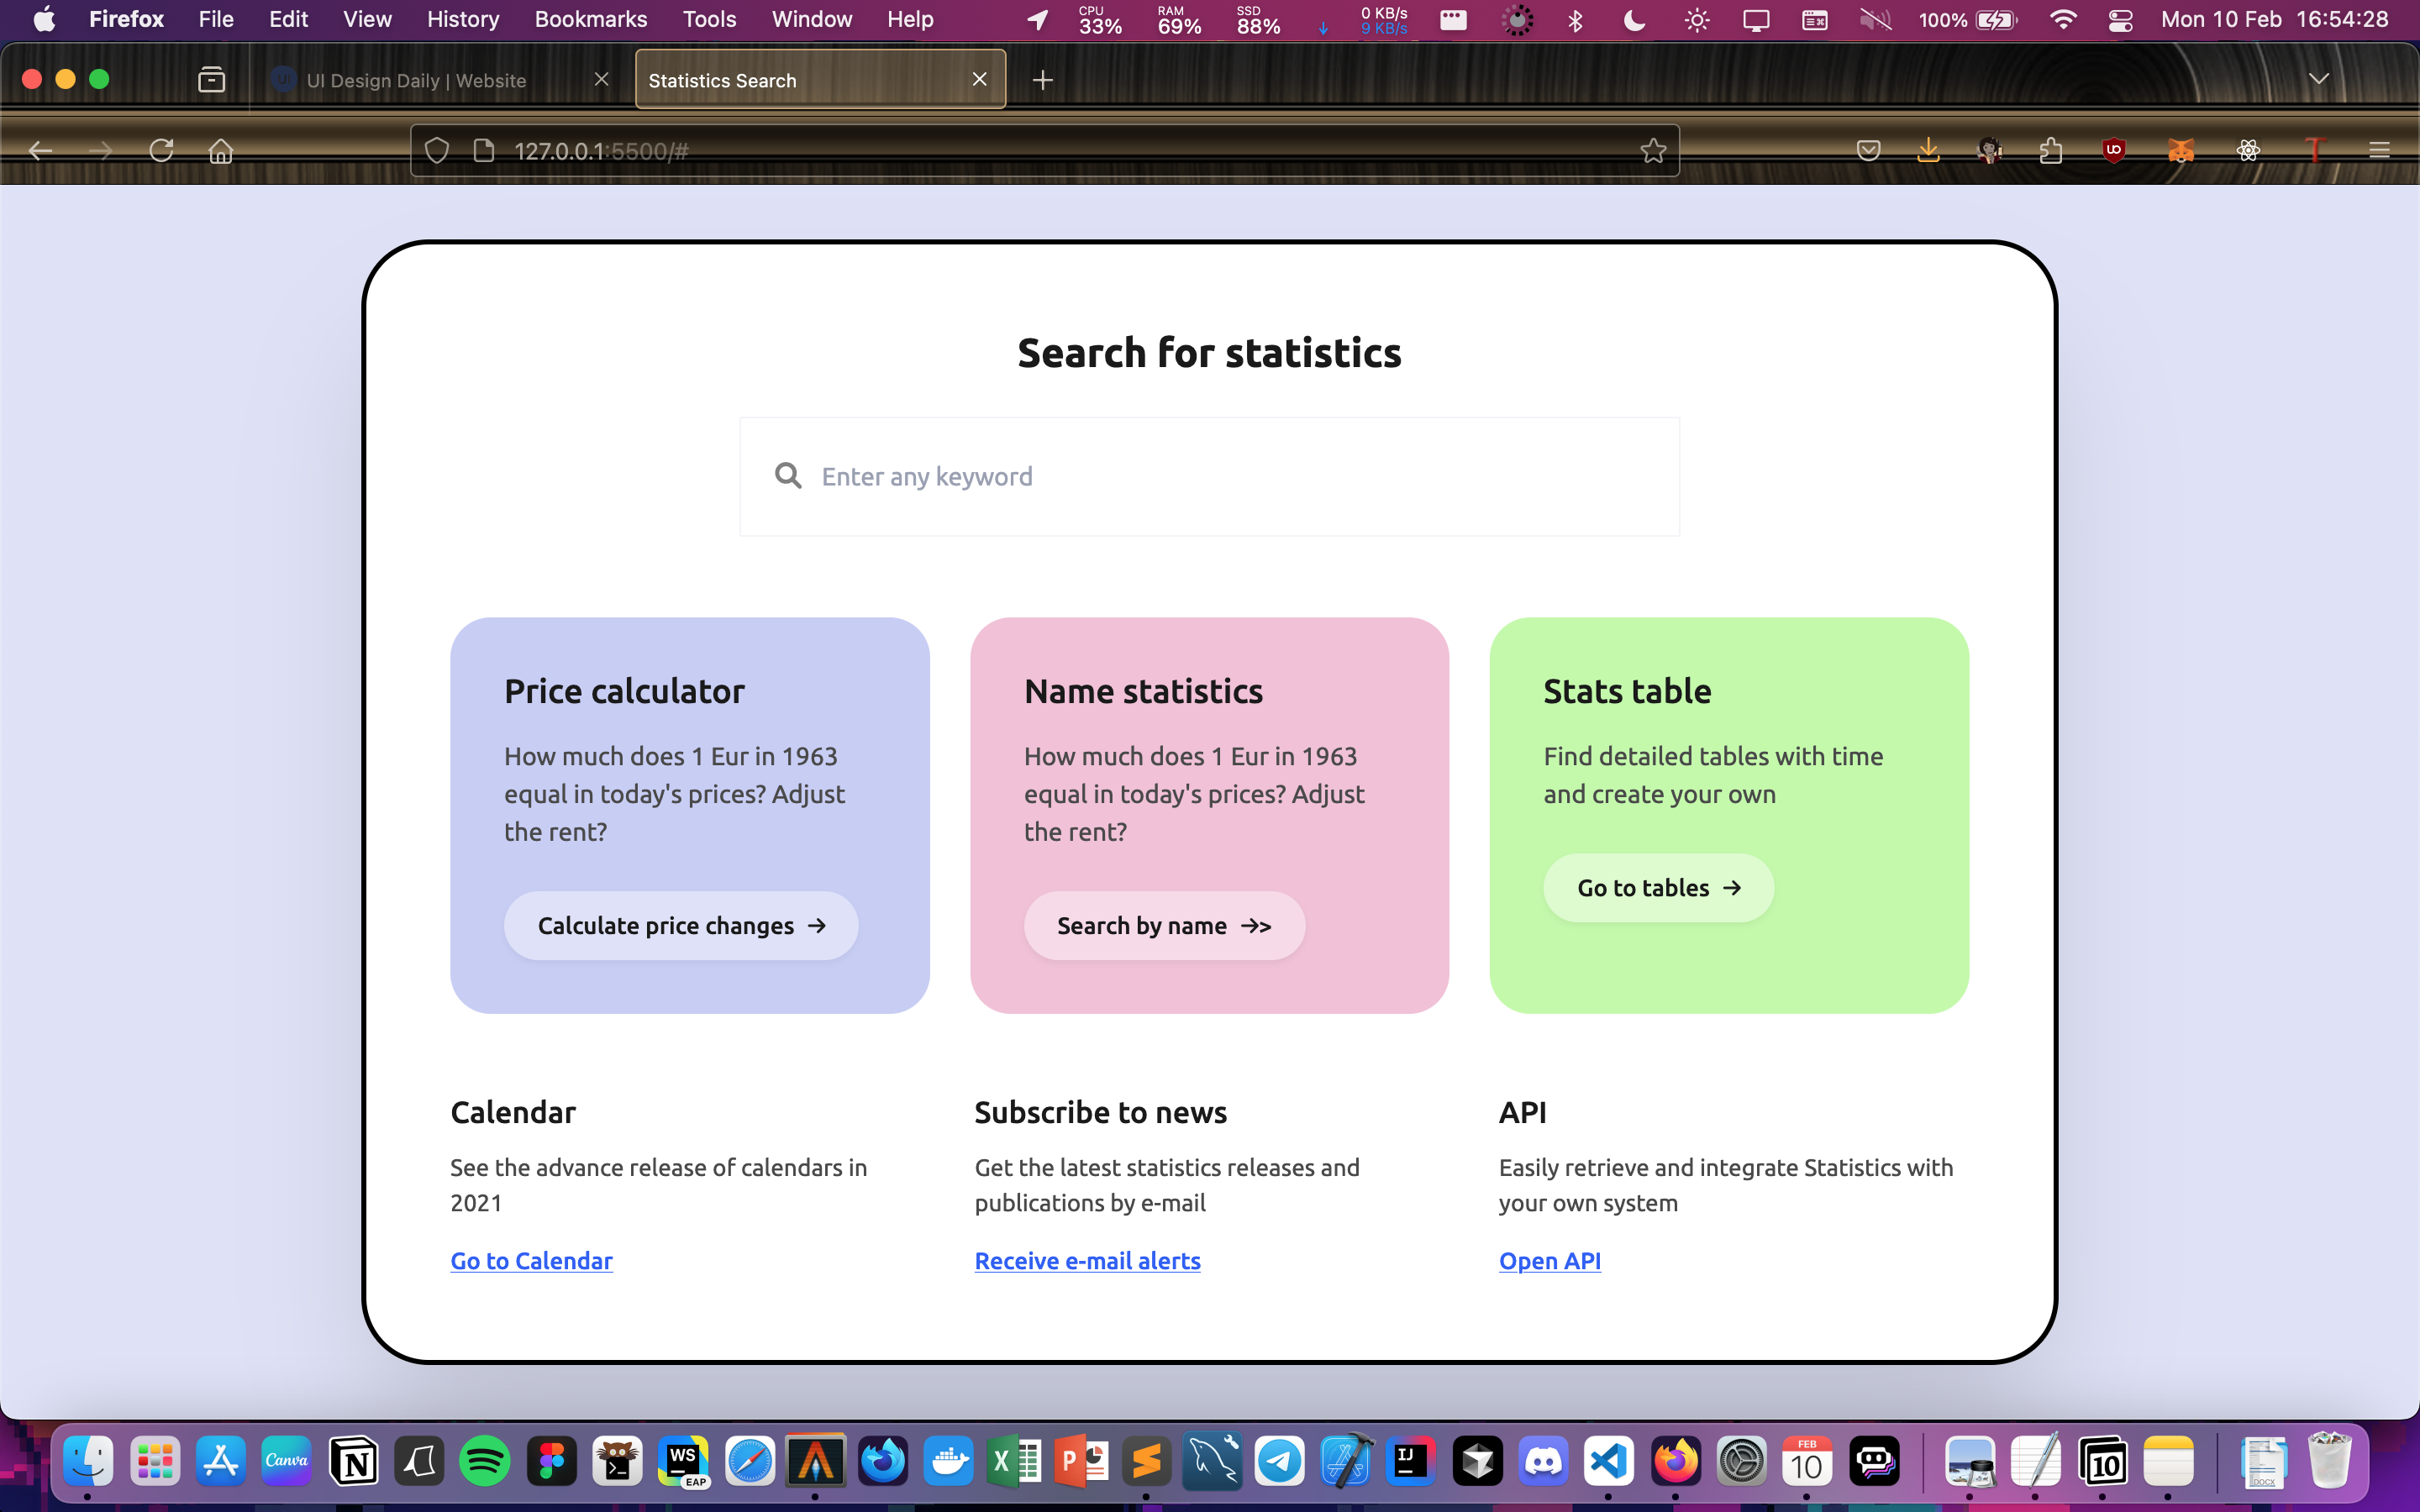 Firefox File Edit View History Bookmarks Tools Window Help CPU 33% RAM 69% SSD 88% ↓ 0 KB/s 9 KB/s 100% Mon 10 Feb 16:54:28
UI Design Daily | Website
Statistics Search
127.0.0.1:5500/#
Search for statistics
Enter any keyword
Price calculator
How much does 1 Eur in 1963
equal in today's prices? Adjust
the rent?
Calculate price changes →
Name statistics
How much does 1 Eur in 1963
equal in today's prices? Adjust
the rent?
Search by name →>
Stats table
Find detailed tables with time
and create your own
Go to tables →
Calendar
See the advance release of calendars in
2021
Go to Calendar
Subscribe to news
Get the latest statistics releases and
publications by e-mail
Receive e-mail alerts
API
Easily retrieve and integrate Statistics with
your own system
Open API
Canva
WS
EAP
IJ
FEB
10
10
DOCX